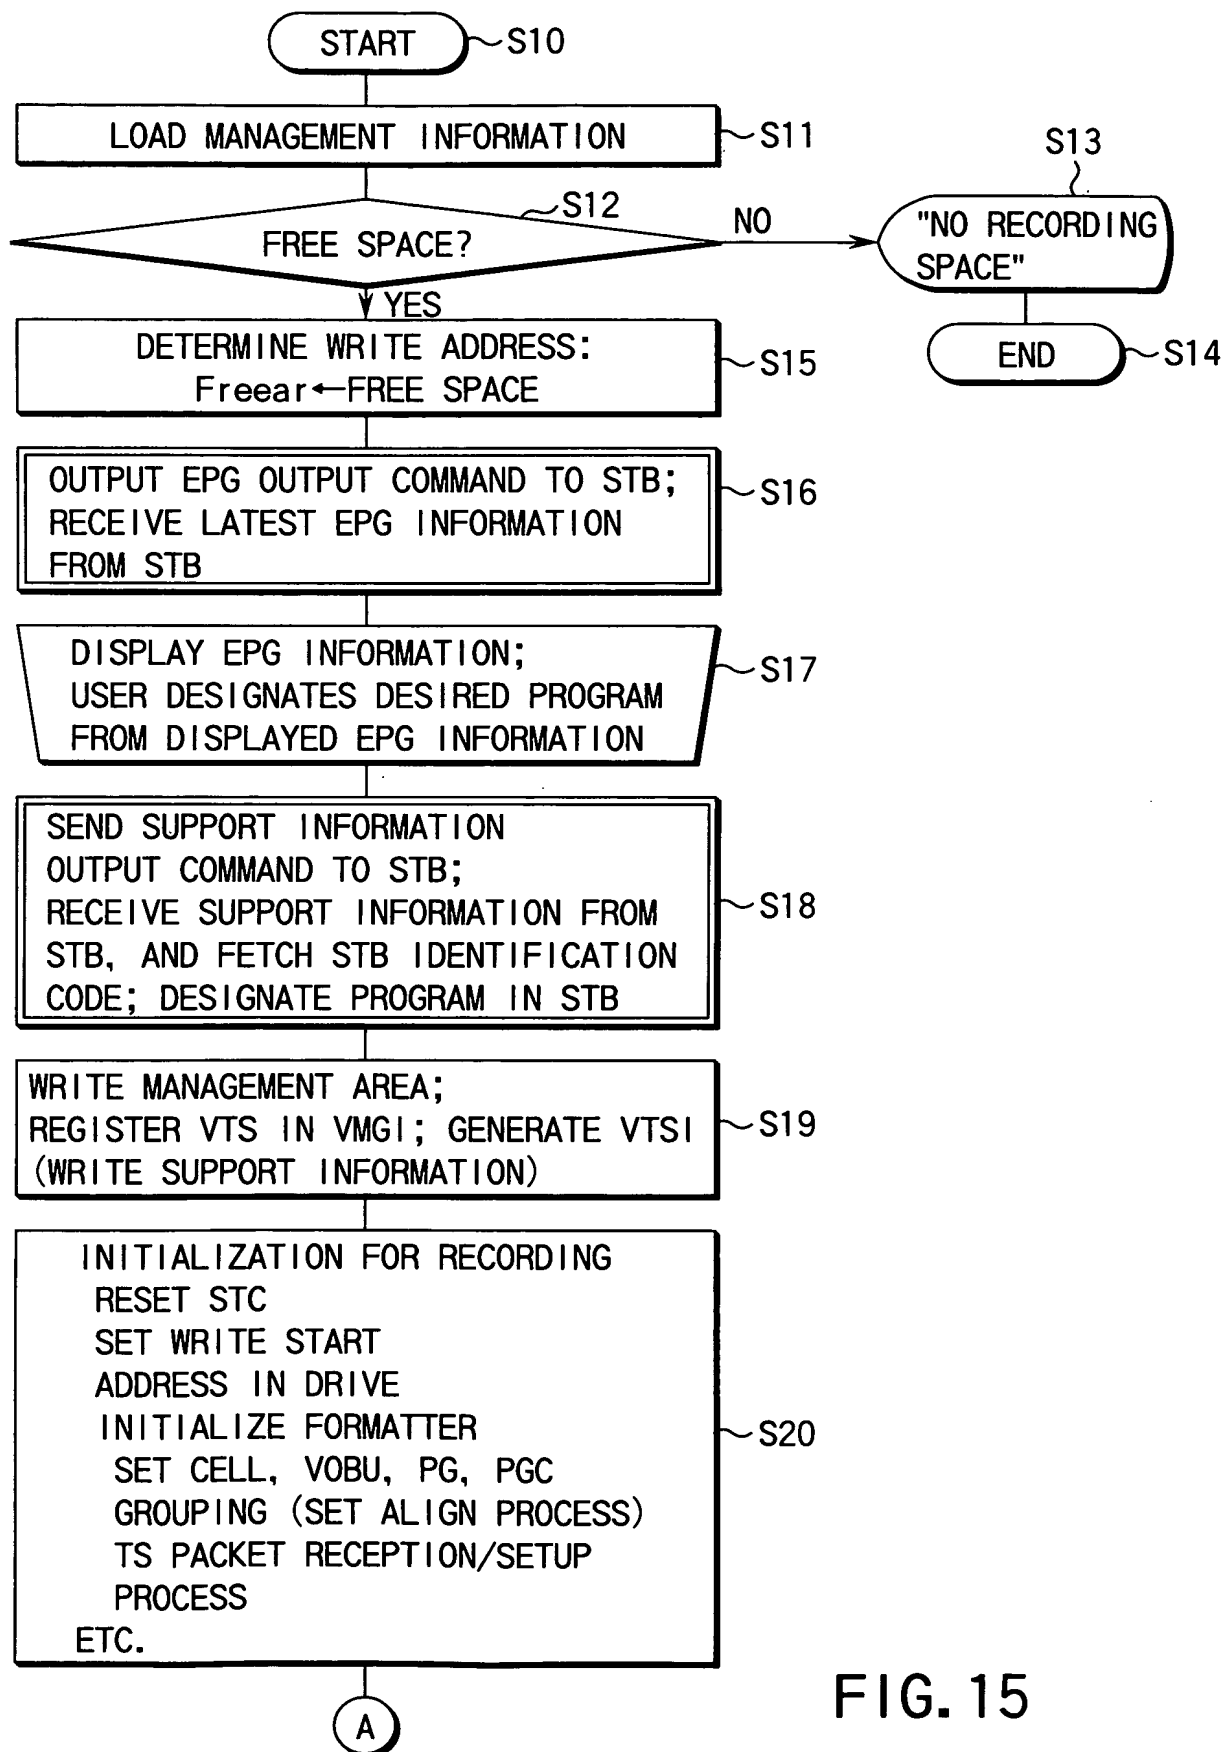 START
S10
LOAD MANAGEMENT INFORMATION
S11
S12
FREE SPACE?
NO
S13
"NO RECORDING
SPACE"
END
S14
YES
DETERMINE WRITE ADDRESS:
Freear←FREE SPACE
S15
OUTPUT EPG OUTPUT COMMAND TO STB;
RECEIVE LATEST EPG INFORMATION
FROM STB
S16
DISPLAY EPG INFORMATION;
USER DESIGNATES DESIRED PROGRAM
FROM DISPLAYED EPG INFORMATION
S17
SEND SUPPORT INFORMATION
OUTPUT COMMAND TO STB;
RECEIVE SUPPORT INFORMATION FROM
STB, AND FETCH STB IDENTIFICATION
CODE; DESIGNATE PROGRAM IN STB
S18
WRITE MANAGEMENT AREA;
REGISTER VTS IN VMGI; GENERATE VTSI
(WRITE SUPPORT INFORMATION)
S19
INITIALIZATION FOR RECORDING
RESET STC
SET WRITE START
ADDRESS IN DRIVE
INITIALIZE FORMATTER
SET CELL, VOBU, PG, PGC
GROUPING (SET ALIGN PROCESS)
TS PACKET RECEPTION/SETUP
PROCESS
ETC.
S20
A
FIG. 15